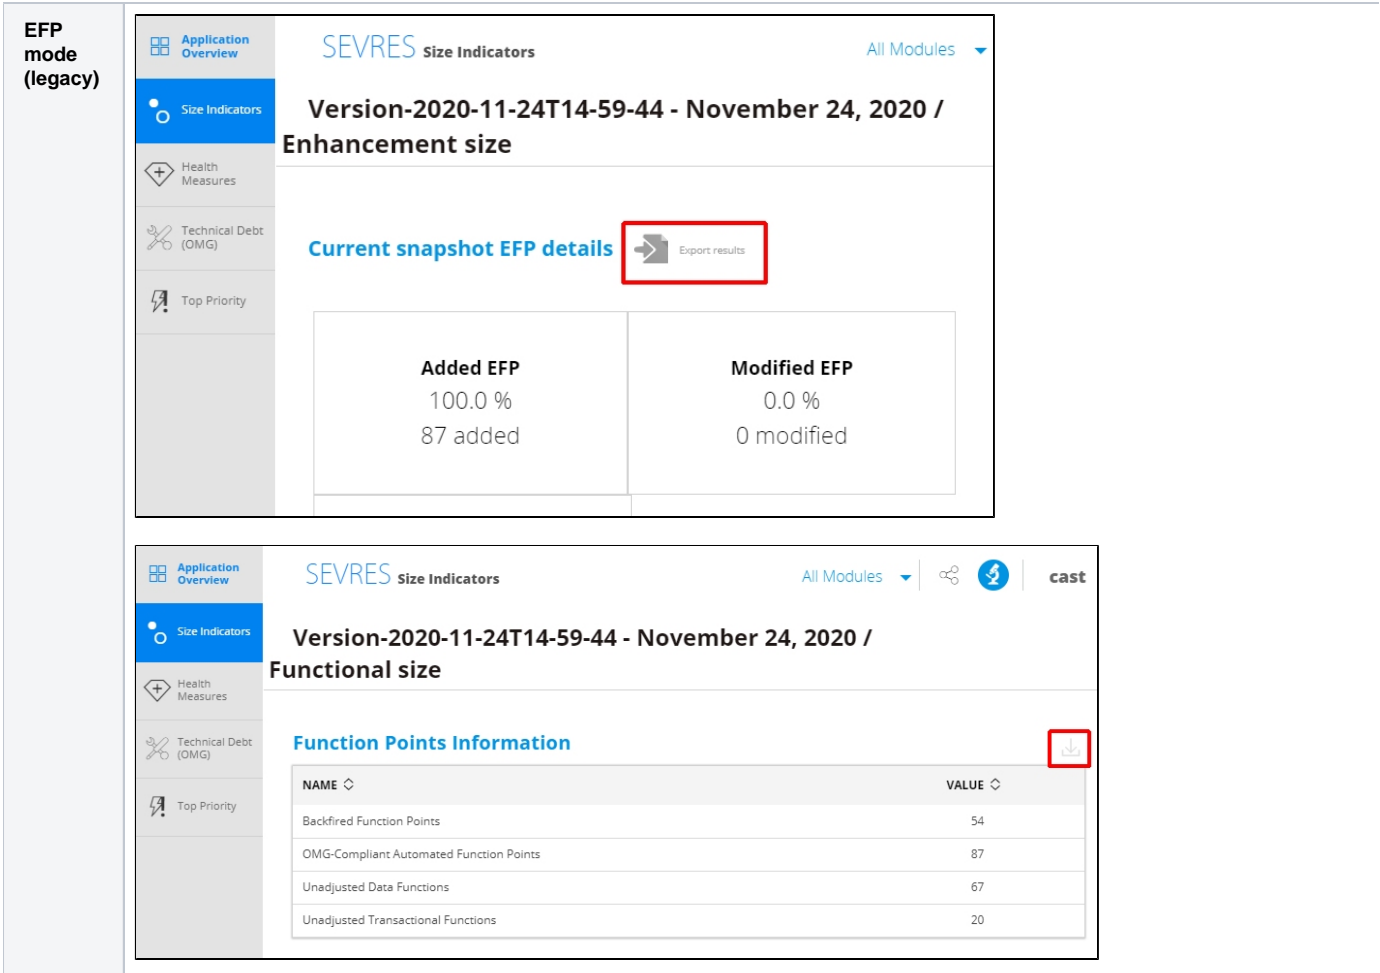 EFP
mode
(legacy)
Application
Overview
SEVRES Size Indicators
All Modules
Size Indicators
Version-2020-11-24T14-59-44 - November 24, 2020 /
Enhancement size
Health
Measures
Technical Debt
(OMG)
Top Priority
Current snapshot EFP details
Export results
Added EFP
100.0 %
87 added
Modified EFP
0.0 %
0 modified
Application
Overview
SEVRES Size Indicators
All Modules
cast
Size Indicators
Version-2020-11-24T14-59-44 - November 24, 2020 /
Functional size
Health
Measures
Technical Debt
(OMG)
Top Priority
Function Points Information
NAME VALUE
Backfired Function Points 54
OMG-Compliant Automated Function Points 87
Unadjusted Data Functions 67
Unadjusted Transactional Functions 20